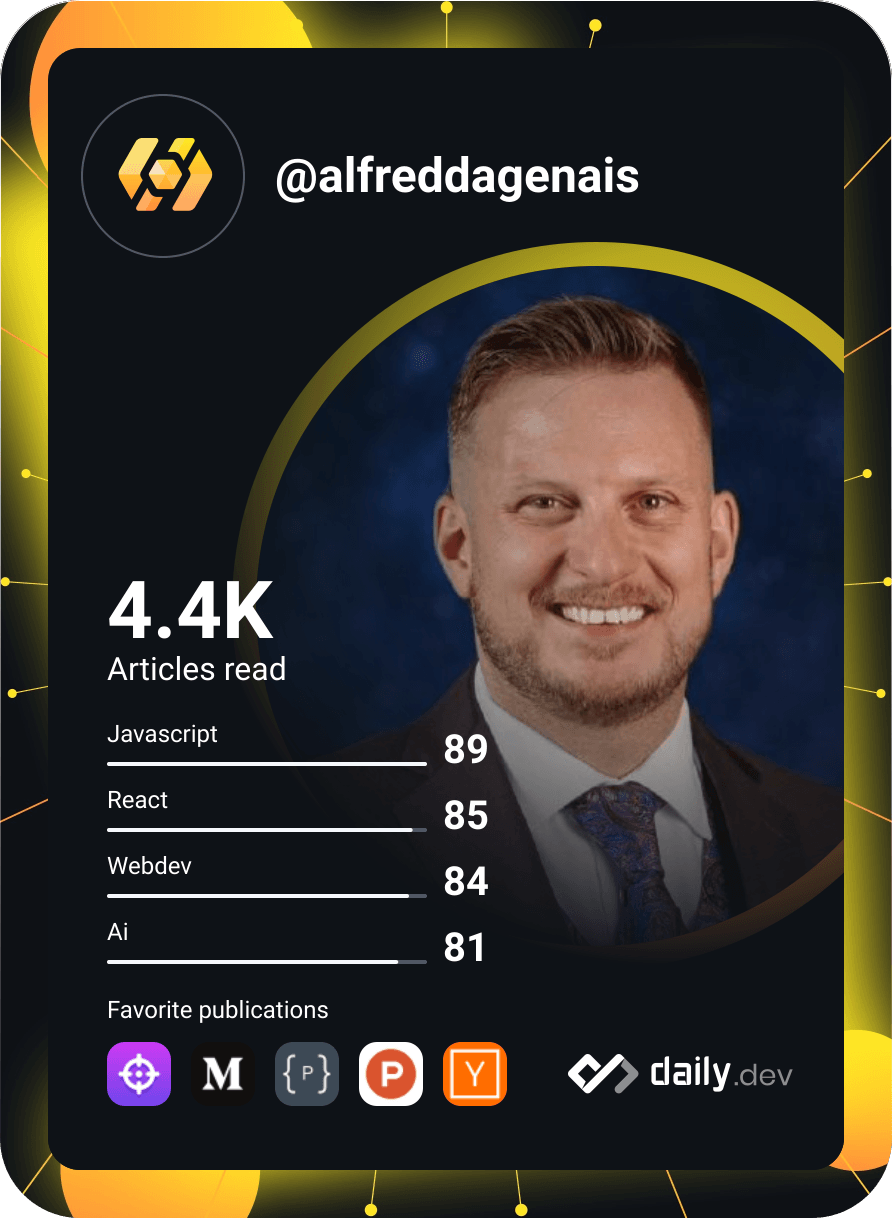 @alfreddagenais
4.4K
Articles read
Javascript
89
React
85
Webdev
84
Ai
81
Favorite publications
M {P} P Y daily.dev